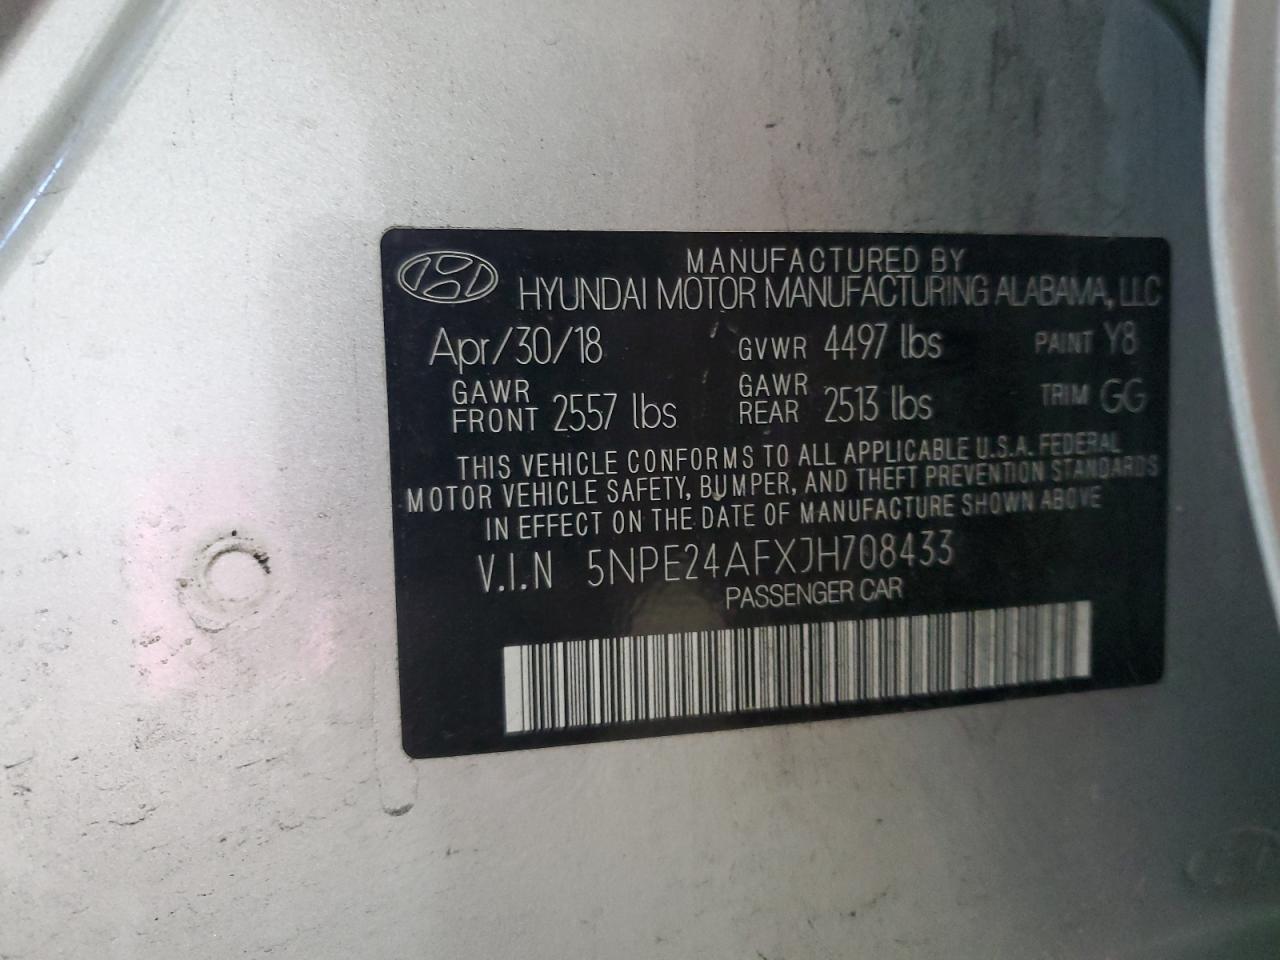 MANUFACTURED BY
HYUNDAI MOTOR MANUFACTURING ALABAMA, LLC
Apr/30/18 GVWR 4497 lbs PAINT Y8
GAWR FRONT 2557 lbs GAWR REAR 2513 lbs TRIM GG
THIS VEHICLE CONFORMS TO ALL APPLICABLE U.S.A. FEDERAL
MOTOR VEHICLE SAFETY, BUMPER, AND THEFT PREVENTION STANDARDS
IN EFFECT ON THE DATE OF MANUFACTURE SHOWN ABOVE
V.I.N 5NPE24AFXJH708433
PASSENGER CAR